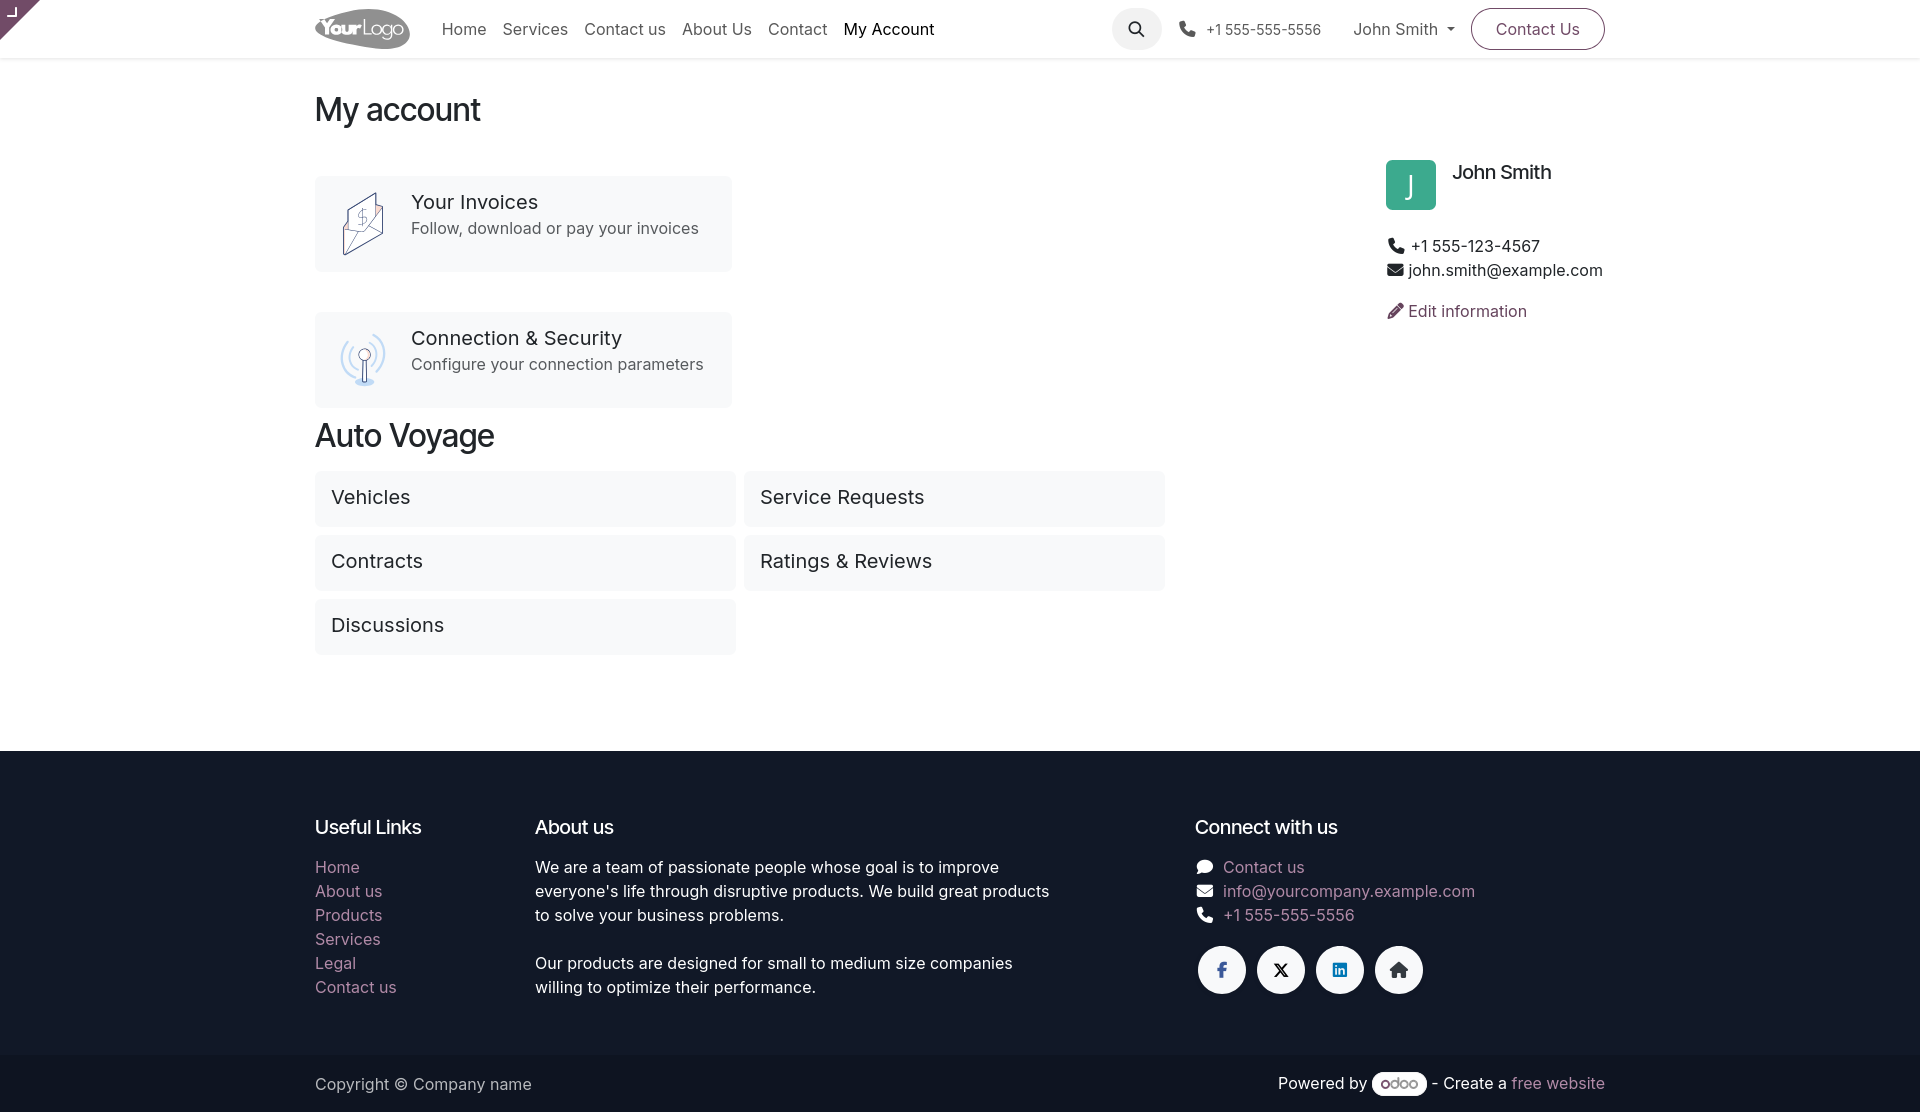 YourLogo
Home Services Contact us About Us Contact My Account
+1 555-555-5556
John Smith
Contact Us
My account
Your Invoices
Follow, download or pay your invoices
Connection & Security
Configure your connection parameters
J
John Smith
+1 555-123-4567
john.smith@example.com
Edit information
Auto Voyage
Vehicles
Service Requests
Contracts
Ratings & Reviews
Discussions
Useful Links
Home
About us
Products
Services
Legal
Contact us
About us
We are a team of passionate people whose goal is to improve
everyone's life through disruptive products. We build great products
to solve your business problems.
Our products are designed for small to medium size companies
willing to optimize their performance.
Connect with us
Contact us
info@yourcompany.example.com
+1 555-555-5556
Copyright © Company name
Powered by odoo - Create a free website